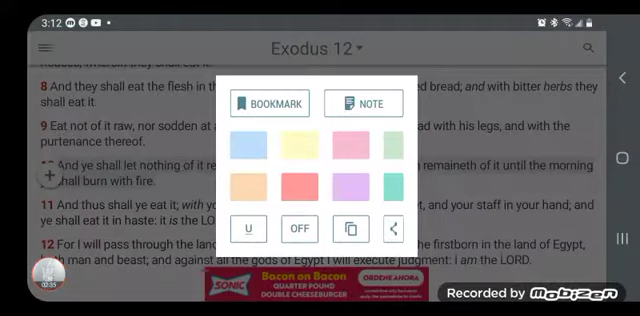 3:12
Exodus 12
8 And they shall eat the flesh in th
ed bread; and with bitter herbs they
shall eat it.
BOOKMARK
NOTE
9 Eat not of it raw, nor sodden at a
ad with his legs, and with the
purtenance thereof.
And ye shall let nothing of it re
remaineth of it until the morning
shall burn with fire.
11 And thus shall ye eat it; with yo
t, and your staff in your hand; and
ye shall eat it in haste: it is the LO
U
OFF
12 For I will pass through the land
he firstborn in the land of Egypt,
th man and beast; and against all the gods of Egypt I will execute judgment: I am the LORD.
02:35
SONIC
Bacon on Bacon
QUARTER POUND
DOUBLE CHEESEBURGER
ORDENE AHORA
Recorded by Mobizen